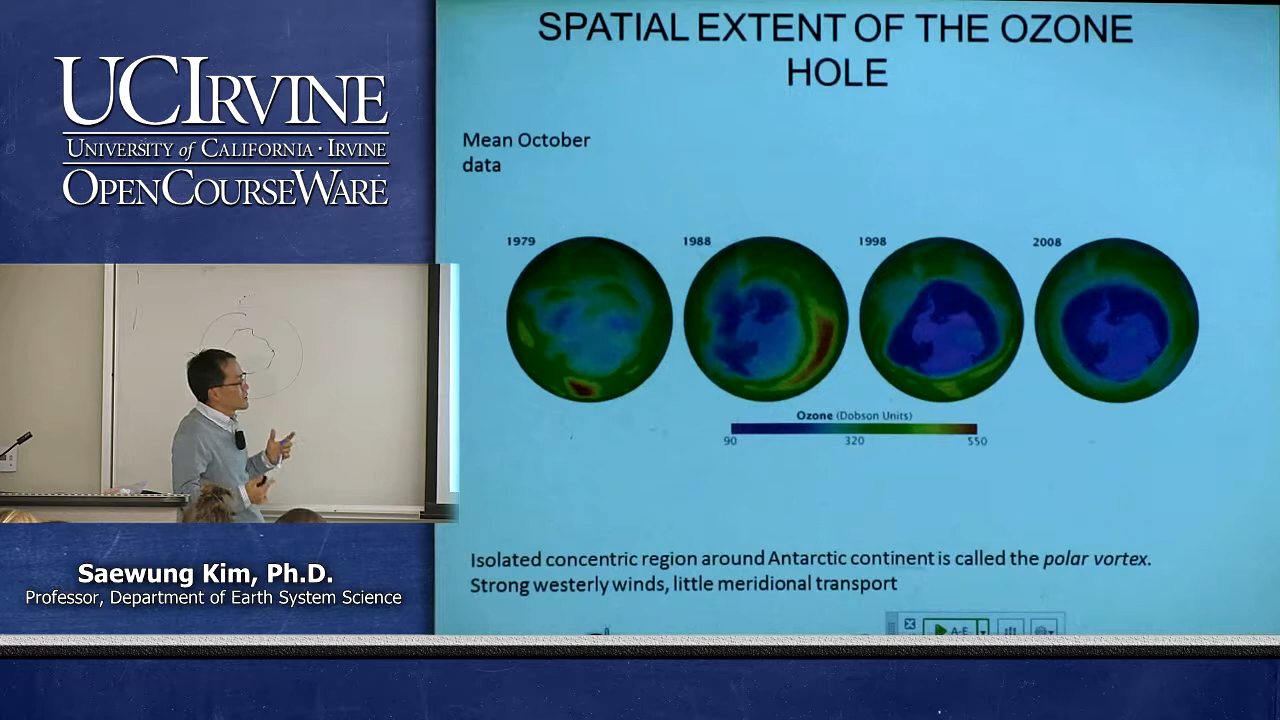 UCIRVINE
UNIVERSITY of CALIFORNIA · IRVINE
OPENCOURSEWARE
Saewung Kim, Ph.D.
Professor, Department of Earth System Science
SPATIAL EXTENT OF THE OZONE
HOLE
Mean October
data
1979 1988 1998 2008
Ozone (Dobson Units)
90 320 550
Isolated concentric region around Antarctic continent is called the polar vortex.
Strong westerly winds, little meridional transport
A-E